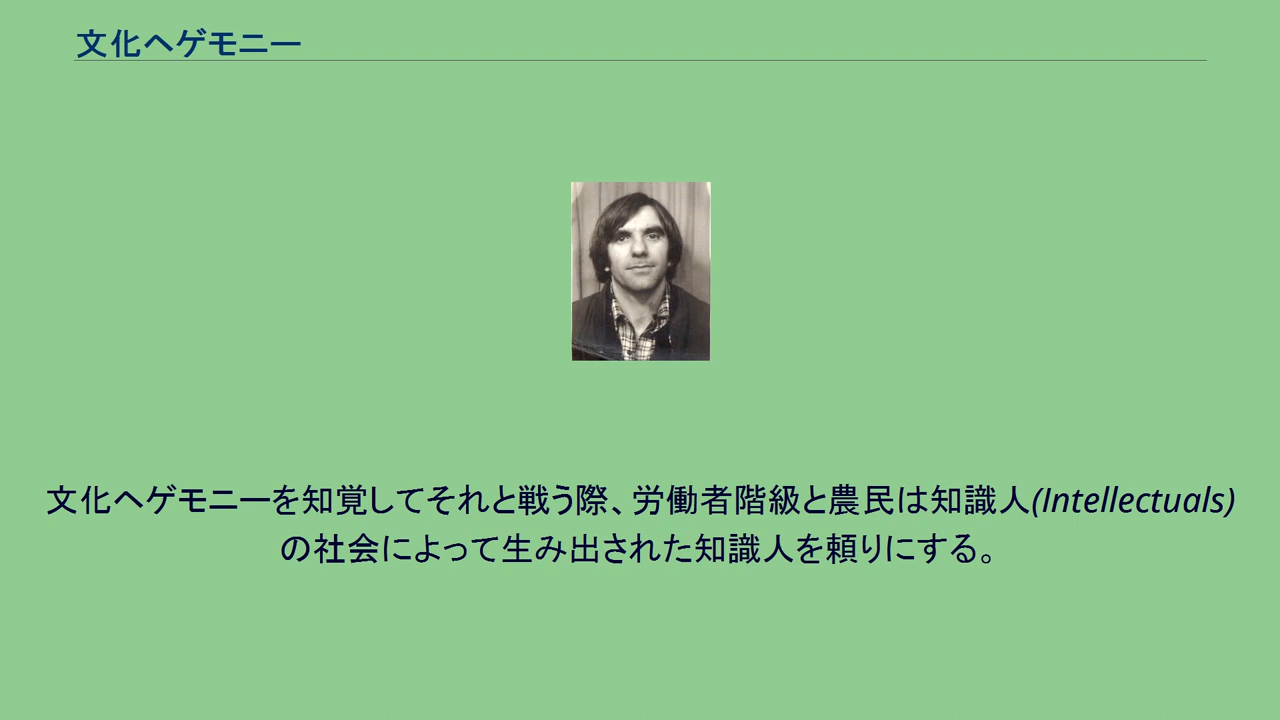 文化ヘゲモニー
文化ヘゲモニーを知覚してそれと戦う際、労働者階級と農民は知識人(Intellectuals)
の社会によって生み出された知識人を頼りにする。